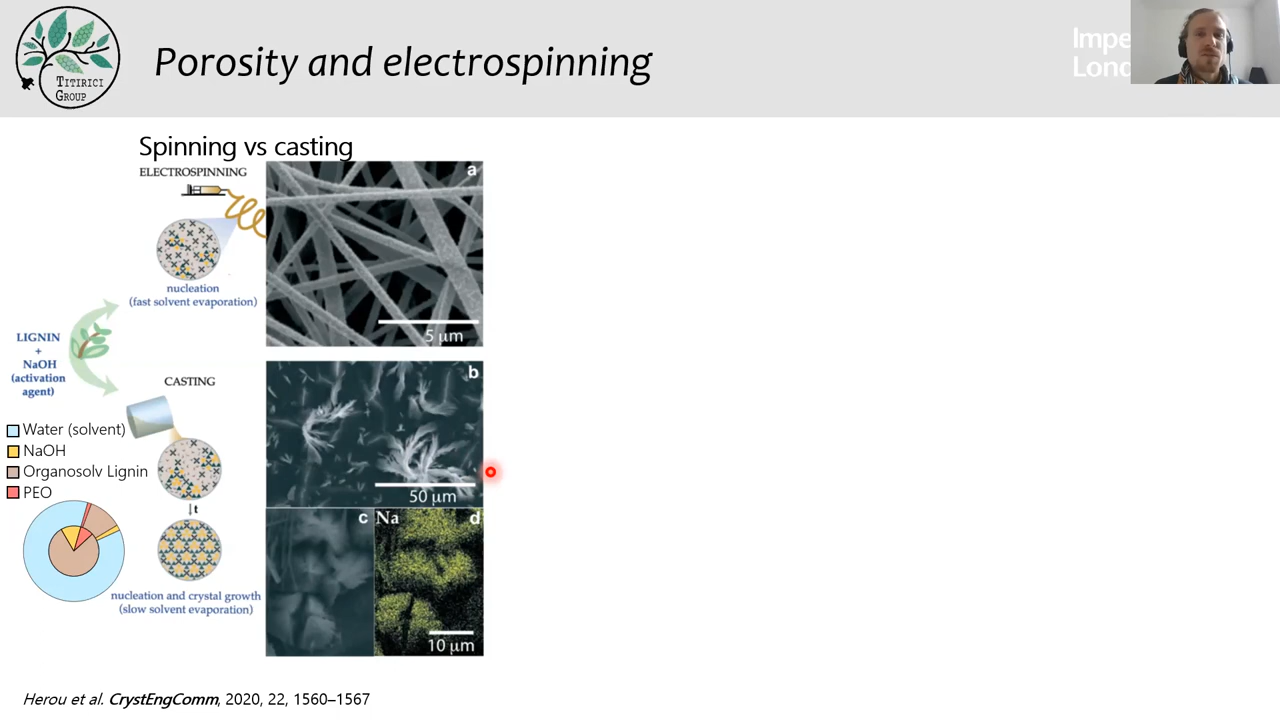 TITIRICI
GROUP
Porosity and electrospinning
Impe
Lond
Spinning vs casting
ELECTROSPINNING
a
nucleation
(fast solvent evaporation)
5 μm
LIGNIN
+
NaOH
(activation
agent)
CASTING
b
Water (solvent)
NaOH
Organosolv Lignin
PEO
50 μm
t
c
Na
d
nucleation and crystal growth
(slow solvent evaporation)
10 μm
Herou et al. CrystEngComm, 2020, 22, 1560–1567